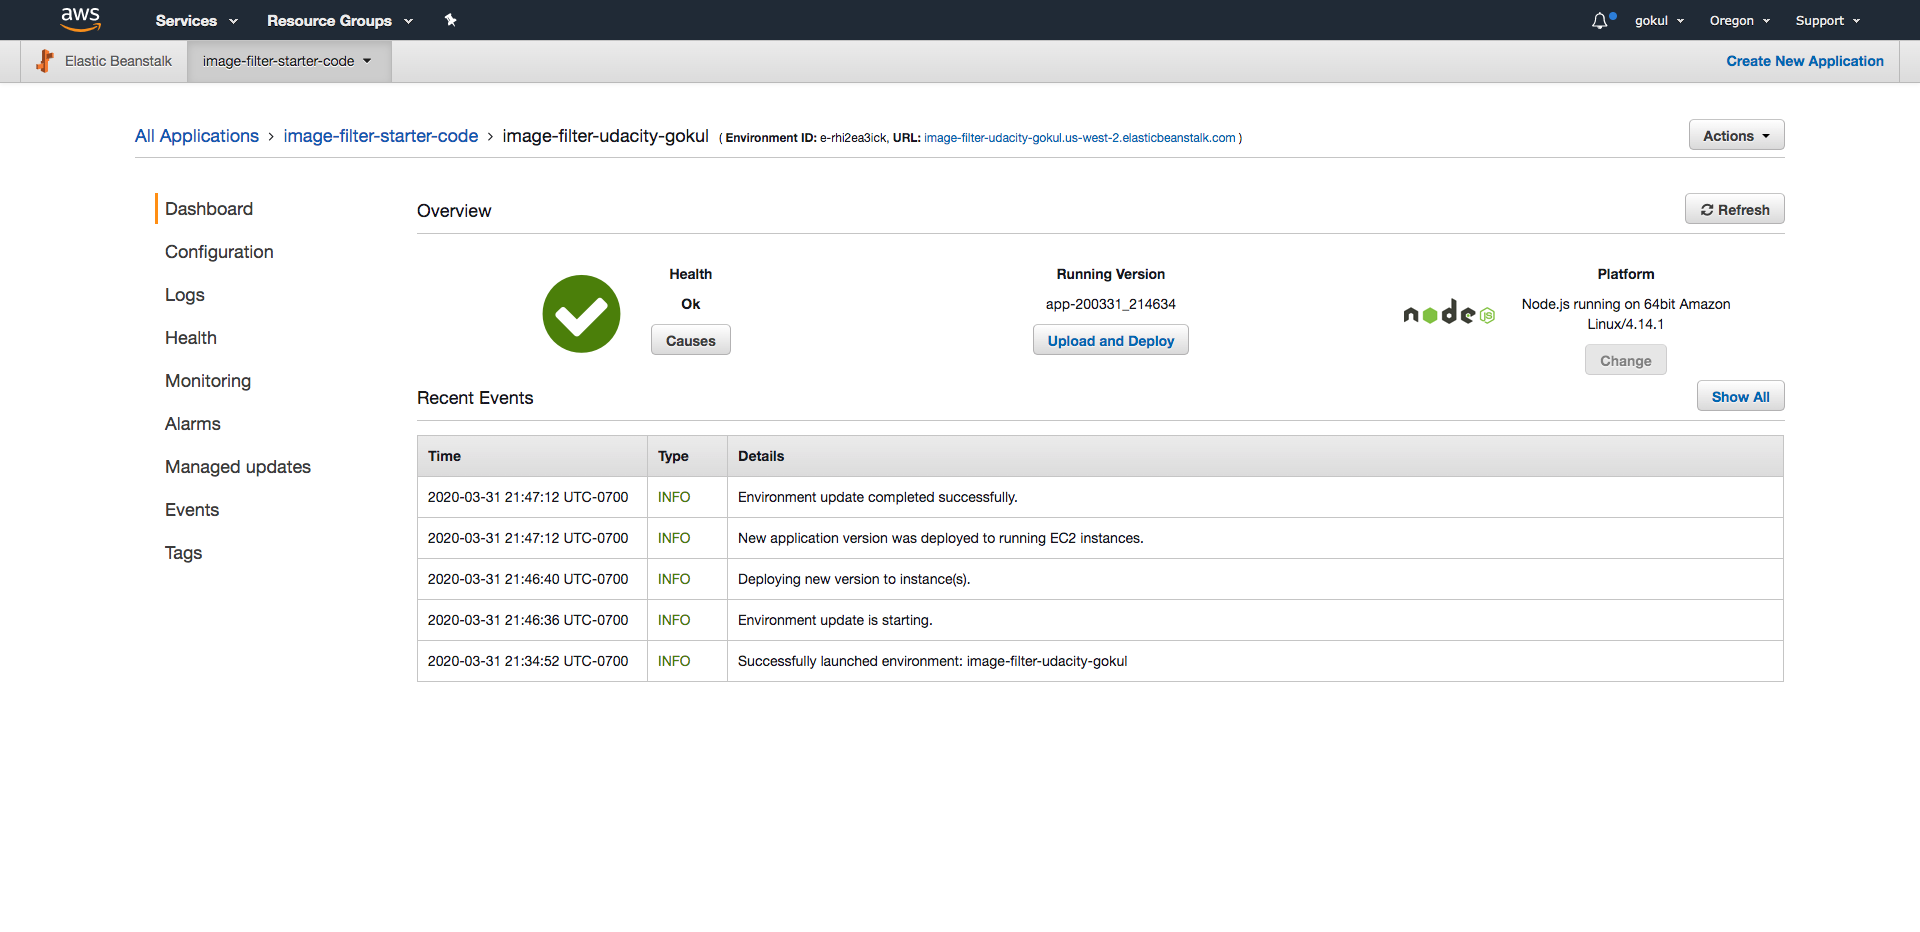 aws Services Resource Groups gokul Oregon Support
Elastic Beanstalk image-filter-starter-code Create New Application
All Applications › image-filter-starter-code › image-filter-udacity-gokul ( Environment ID: e-rhi2ea3ick, URL: image-filter-udacity-gokul.us-west-2.elasticbeanstalk.com ) Actions
Dashboard
Configuration
Logs
Health
Monitoring
Alarms
Managed updates
Events
Tags
Overview Refresh
Health
Ok
Causes
Running Version
app-200331_214634
Upload and Deploy
node JS
Platform
Node.js running on 64bit Amazon
Linux/4.14.1
Change
Recent Events Show All
Time Type Details
2020-03-31 21:47:12 UTC-0700 INFO Environment update completed successfully.
2020-03-31 21:47:12 UTC-0700 INFO New application version was deployed to running EC2 instances.
2020-03-31 21:46:40 UTC-0700 INFO Deploying new version to instance(s).
2020-03-31 21:46:36 UTC-0700 INFO Environment update is starting.
2020-03-31 21:34:52 UTC-0700 INFO Successfully launched environment: image-filter-udacity-gokul